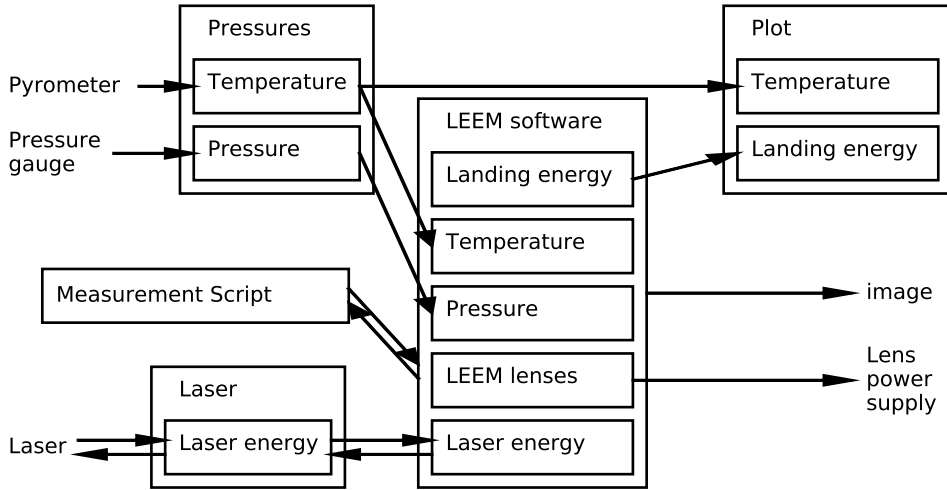 Pressures
Pyrometer
Temperature
Pressure
gauge
Pressure
Plot
Temperature
Landing energy
LEEM software
Landing energy
Temperature
Pressure
LEEM lenses
Laser energy
Measurement Script
Laser
Laser
Laser energy
image
Lens
power
supply